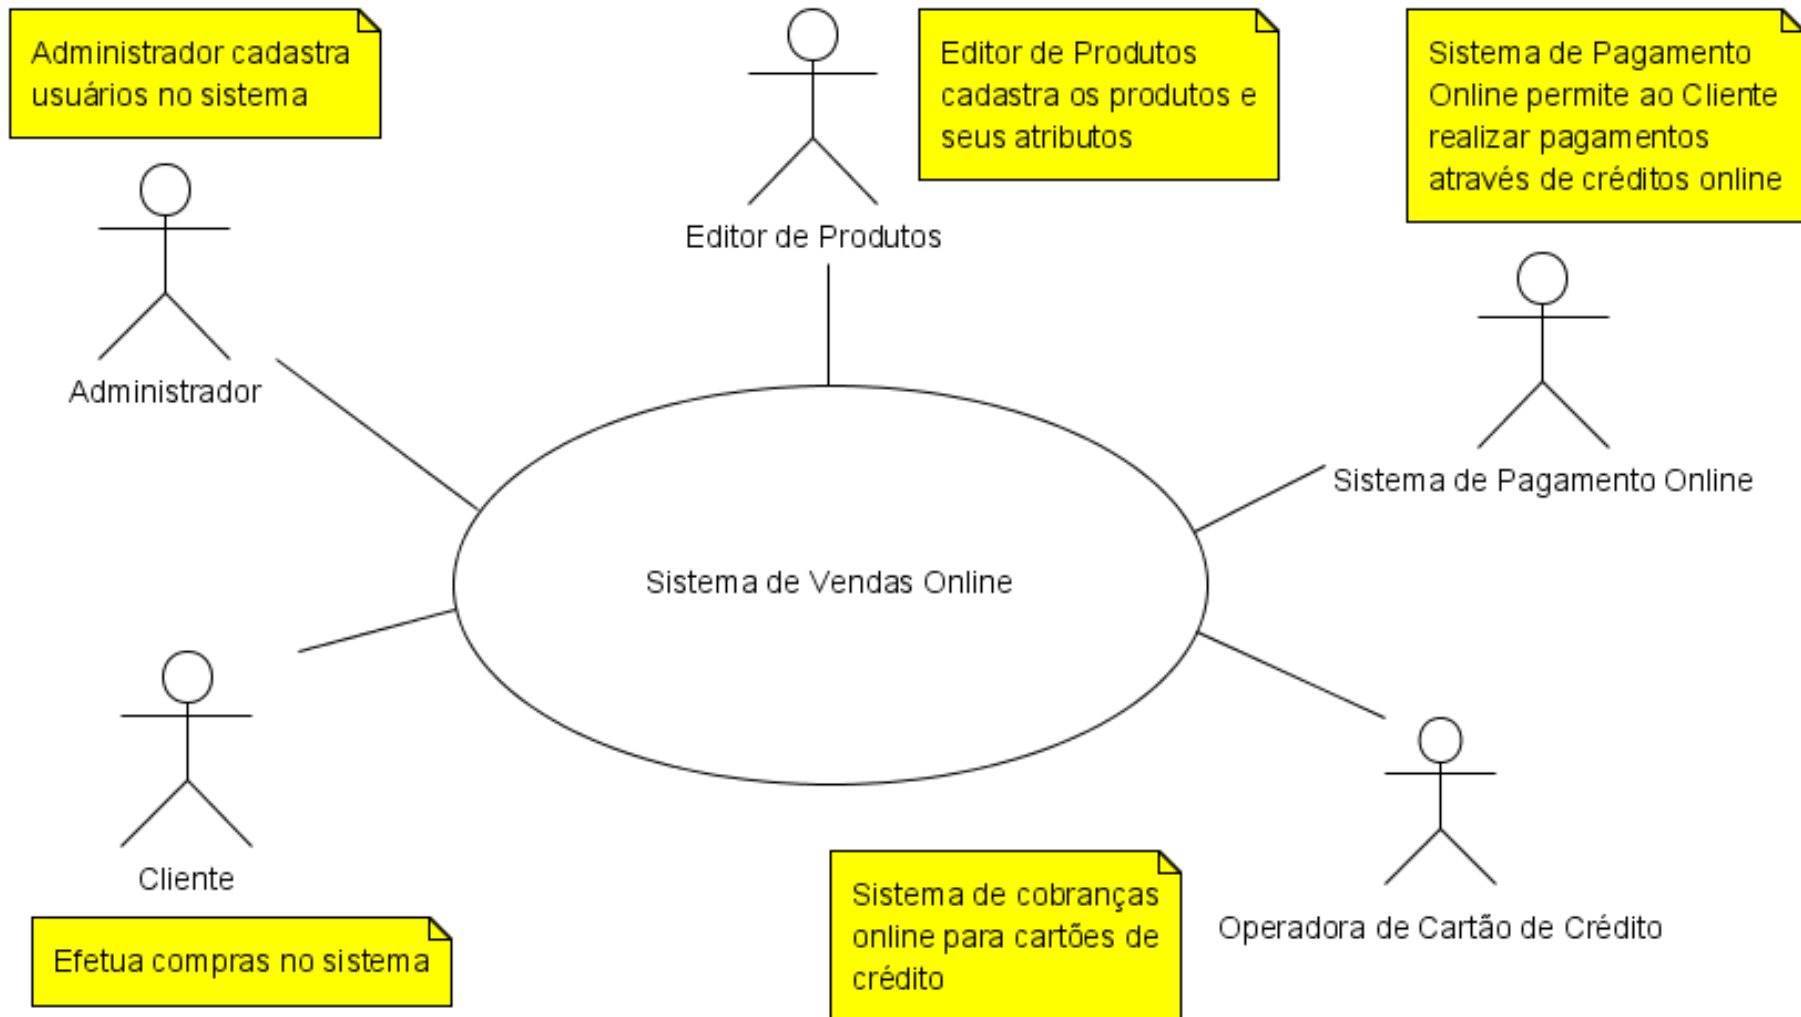 Administrador cadastra
usuários no sistema
Editor de Produtos
cadastra os produtos e
seus atributos
Sistema de Pagamento
Online permite ao Cliente
realizar pagamentos
através de créditos online
Editor de Produtos
Administrador
Sistema de Pagamento Online
Sistema de Vendas Online
Cliente
Efetua compras no sistema
Sistema de cobranças
online para cartões de
crédito
Operadora de Cartão de Crédito